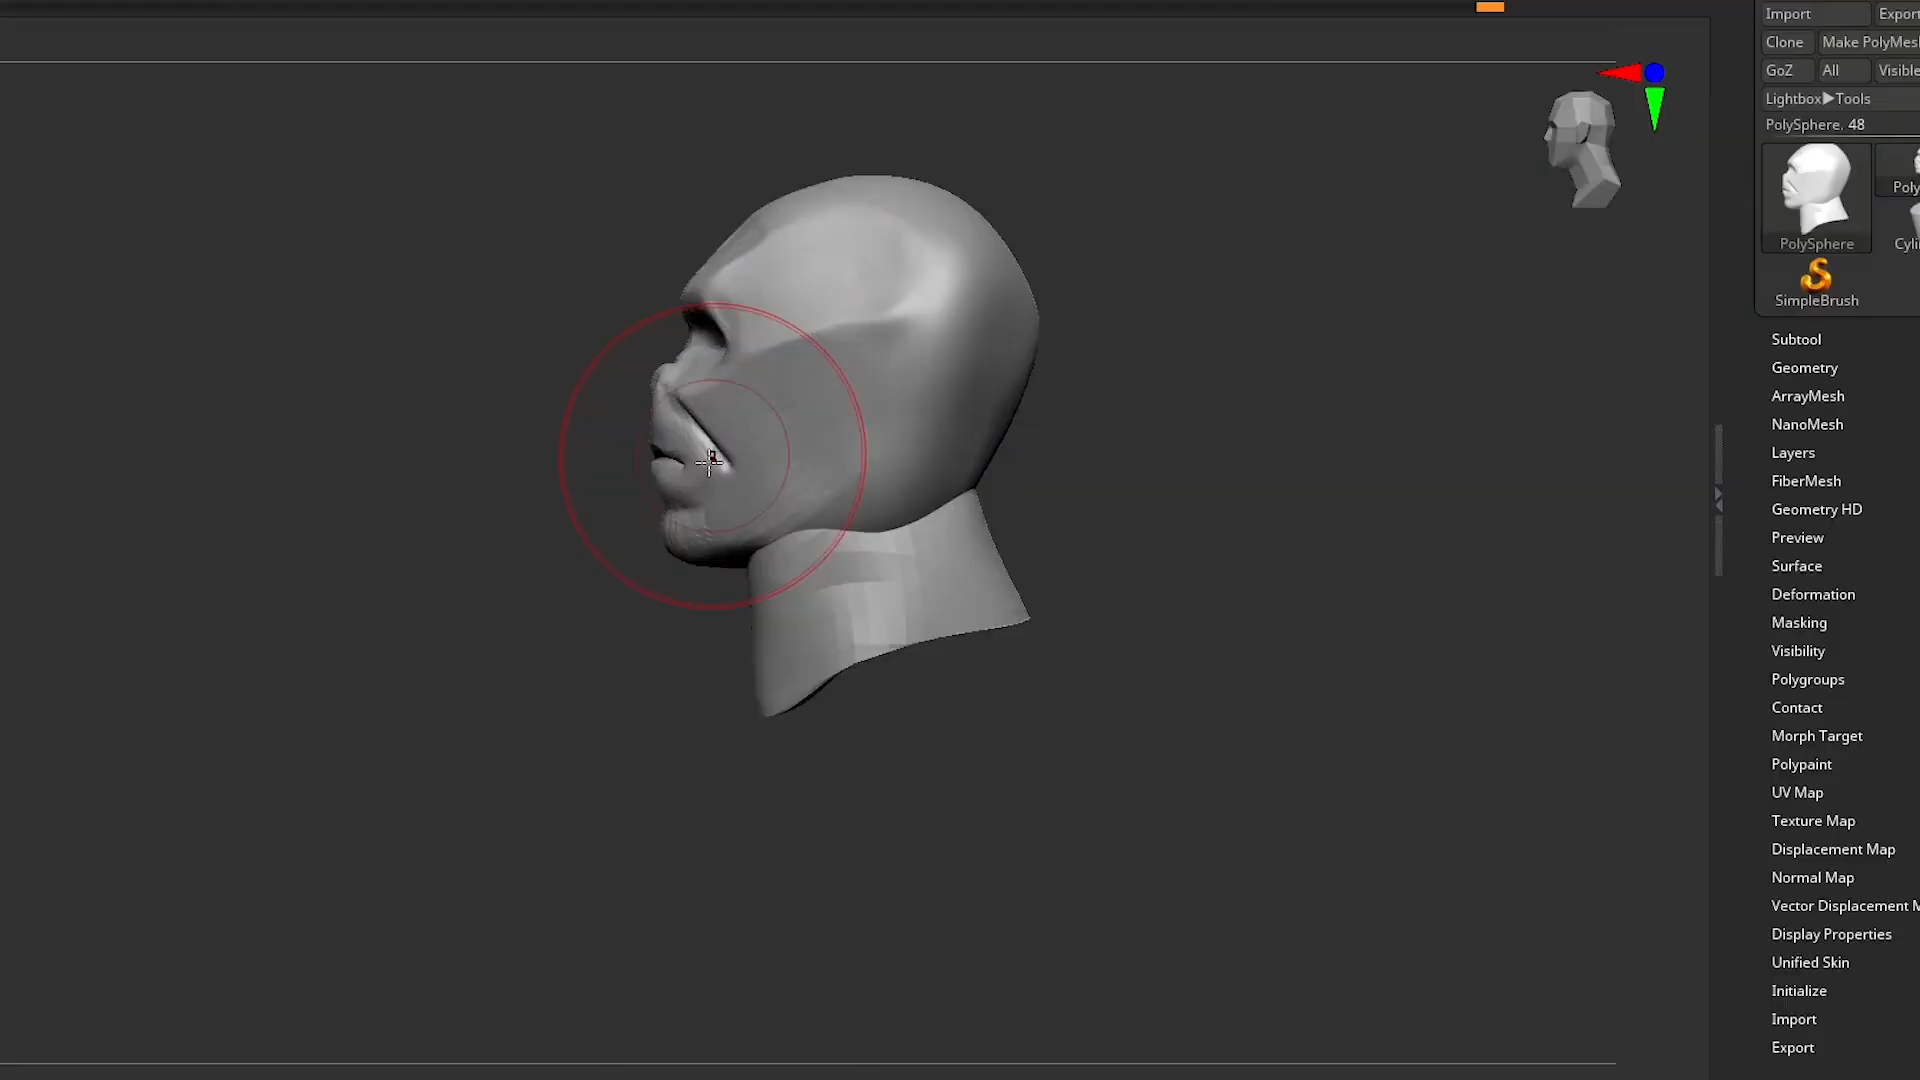 Import Export
Clone Make PolyMes
GoZ All Visible
Lightbox▶Tools
PolySphere. 48
PolySphere
Poly
Cyli
SimpleBrush
Subtool
Geometry
ArrayMesh
NanoMesh
Layers
FiberMesh
Geometry HD
Preview
Surface
Deformation
Masking
Visibility
Polygroups
Contact
Morph Target
Polypaint
UV Map
Texture Map
Displacement Map
Normal Map
Vector Displacement M
Display Properties
Unified Skin
Initialize
Import
Export